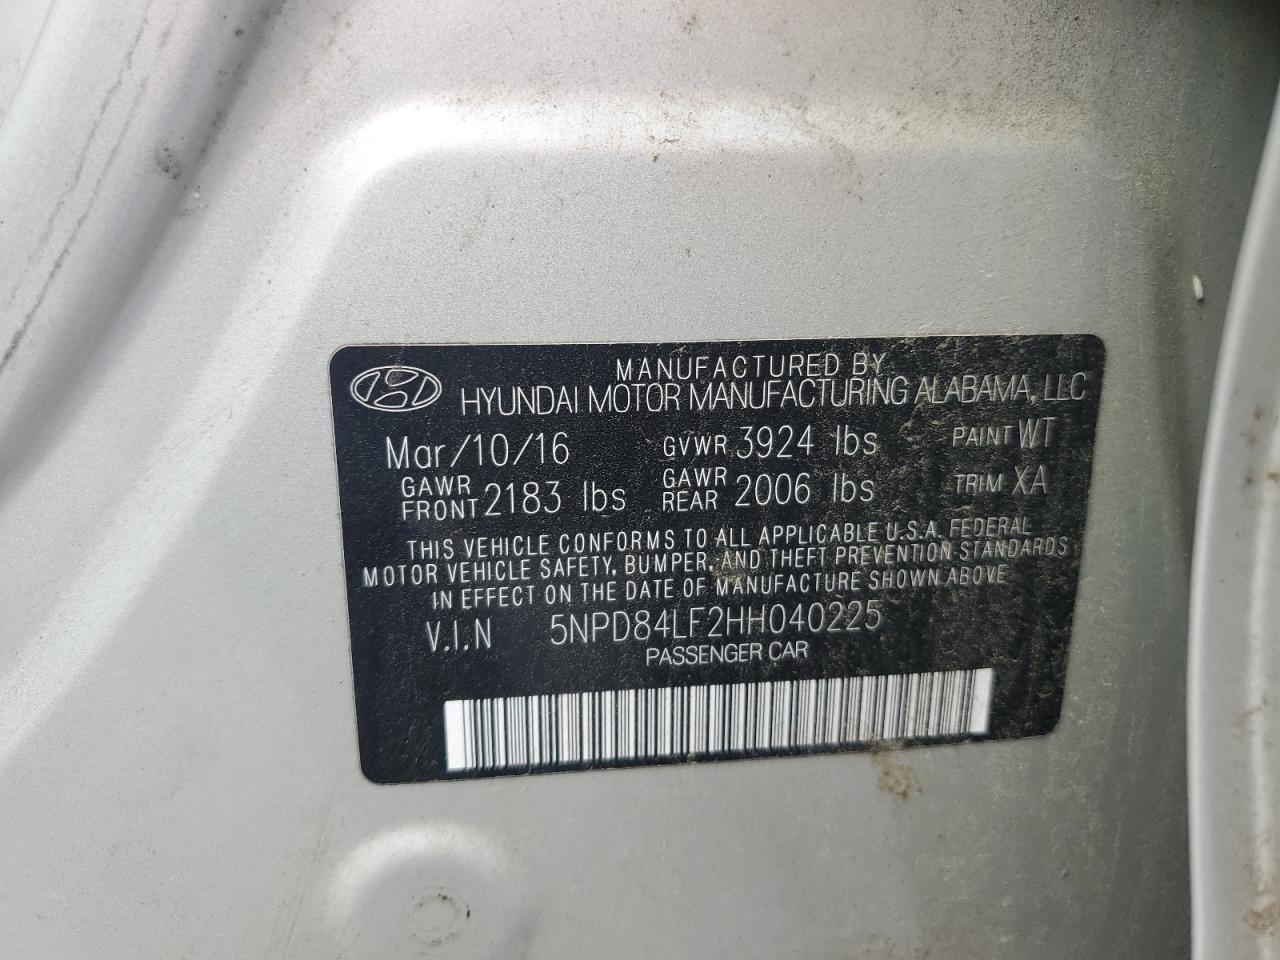 MANUFACTURED BY
HYUNDAI MOTOR MANUFACTURING ALABAMA, LLC
Mar/10/16 GVWR 3924 lbs PAINT WT
GAWR FRONT 2183 lbs GAWR REAR 2006 lbs TRIM XA
THIS VEHICLE CONFORMS TO ALL APPLICABLE U.S.A. FEDERAL
MOTOR VEHICLE SAFETY, BUMPER, AND THEFT PREVENTION STANDARDS
IN EFFECT ON THE DATE OF MANUFACTURE SHOWN ABOVE
V.I.N 5NPD84LF2HH040225
PASSENGER CAR